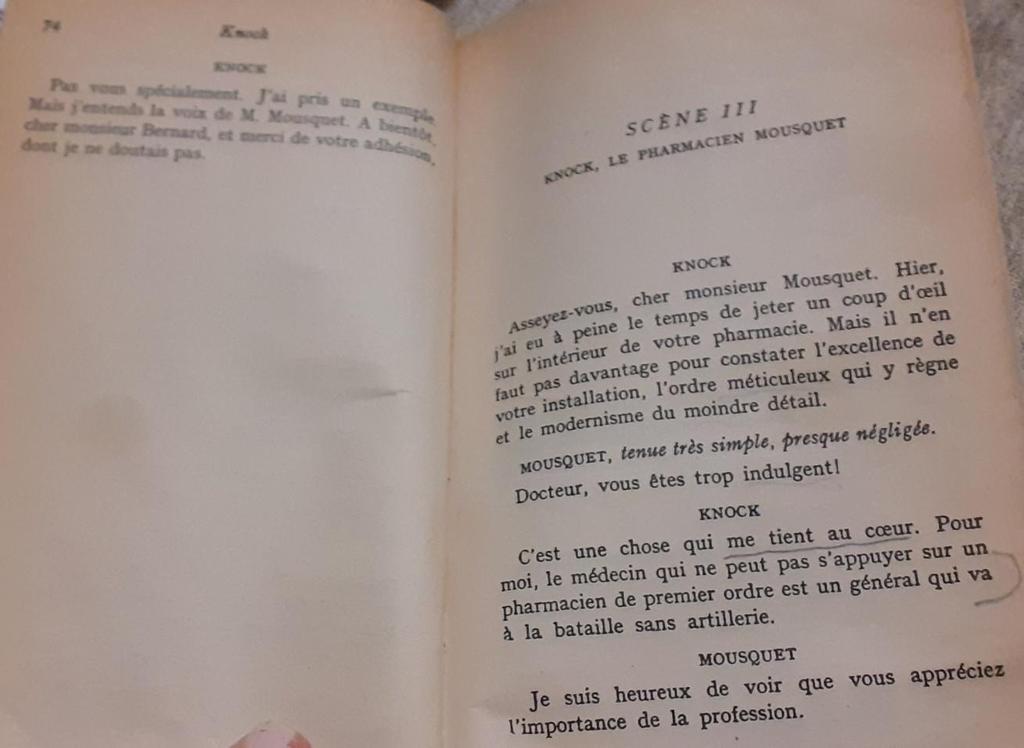 74
Knock
KNOCK
Pas vous spécialement. J'ai pris un exemple.
Mais j'entends la voix de M. Mousquet. A bientôt,
cher monsieur Bernard, et merci de votre adhésion,
dont je ne doutais pas.
SCÈNE III
KNOCK, LE PHARMACIEN MOUSQUET
KNOCK
Asseyez-vous, cher monsieur Mousquet. Hier,
j'ai eu à peine le temps de jeter un coup d'œil
sur l'intérieur de votre pharmacie. Mais il n'en
faut pas davantage pour constater l'excellence de
votre installation, l'ordre méticuleux qui y règne
et le modernisme du moindre détail.
MOUSQUET, tenue très simple, presque négligée.
Docteur, vous êtes trop indulgent!
KNOCK
C'est une chose qui me tient au cœur. Pour
moi, le médecin qui ne peut pas s'appuyer sur un
pharmacien de premier ordre est un général qui va
à la bataille sans artillerie.
MOUSQUET
Je suis heureux de voir que vous appréciez
l'importance de la profession.